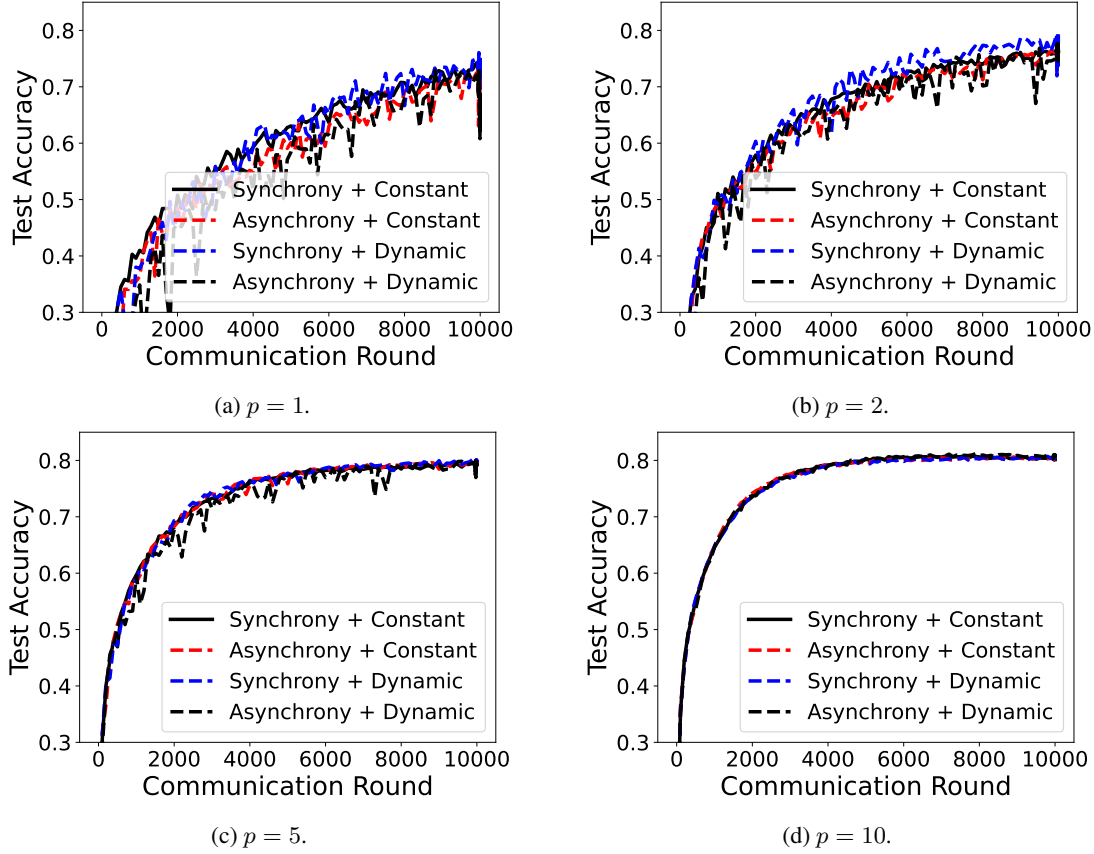 0.8
0.7
0.6
0.5
0.4
0.3
Test Accuracy
Synchrony + Constant
Asynchrony + Constant
Synchrony + Dynamic
Asynchrony + Dynamic
0 2000 4000 6000 8000 10000
Communication Round
(a) p = 1.
0.8
0.7
0.6
0.5
0.4
0.3
Test Accuracy
Synchrony + Constant
Asynchrony + Constant
Synchrony + Dynamic
Asynchrony + Dynamic
0 2000 4000 6000 8000 10000
Communication Round
(b) p = 2.
0.8
0.7
0.6
0.5
0.4
0.3
Test Accuracy
Synchrony + Constant
Asynchrony + Constant
Synchrony + Dynamic
Asynchrony + Dynamic
0 2000 4000 6000 8000 10000
Communication Round
(c) p = 5.
0.8
0.7
0.6
0.5
0.4
0.3
Test Accuracy
Synchrony + Constant
Asynchrony + Constant
Synchrony + Dynamic
Asynchrony + Dynamic
0 2000 4000 6000 8000 10000
Communication Round
(d) p = 10.